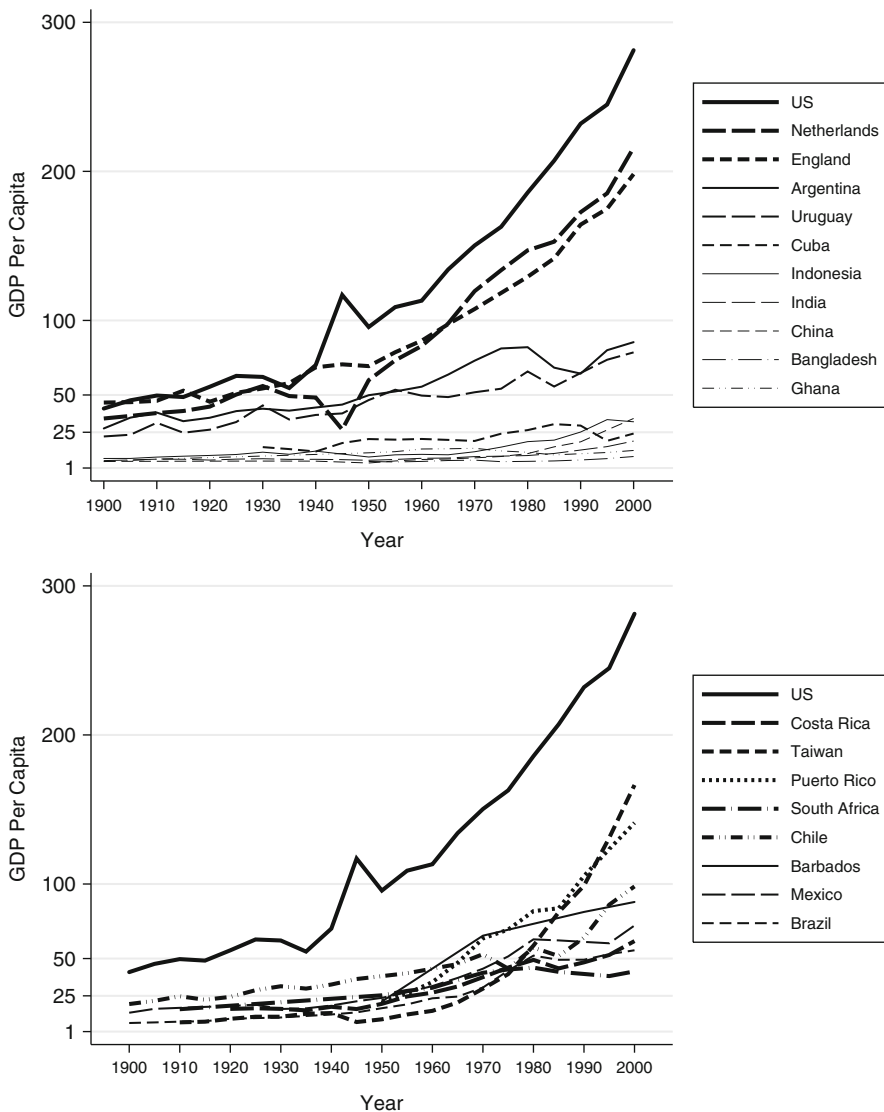 300
200
100
50
25
1
GDP Per Capita
1900 1910 1920 1930 1940 1950 1960 1970 1980 1990 2000
Year
US
Netherlands
England
Argentina
Uruguay
Cuba
Indonesia
India
China
Bangladesh
Ghana
300
200
100
50
25
1
GDP Per Capita
1900 1910 1920 1930 1940 1950 1960 1970 1980 1990 2000
Year
US
Costa Rica
Taiwan
Puerto Rico
South Africa
Chile
Barbados
Mexico
Brazil